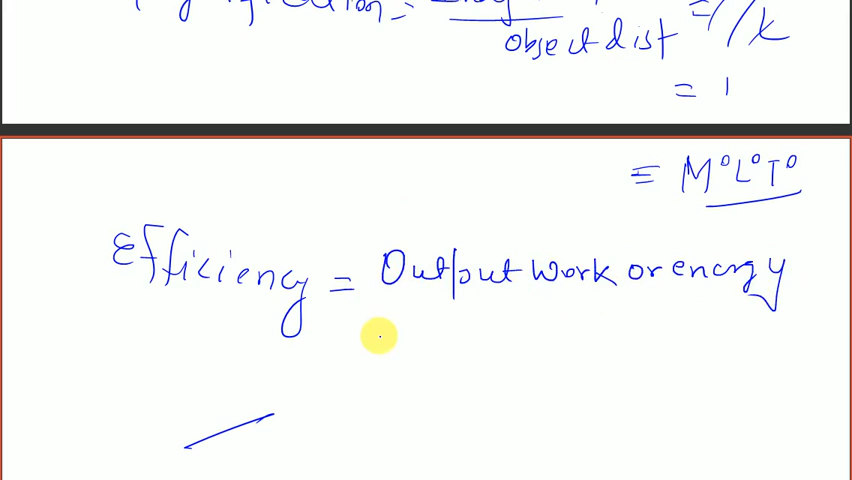 object dist
= 1
≡ M⁰L⁰T⁰
Efficiency = Output work or energy